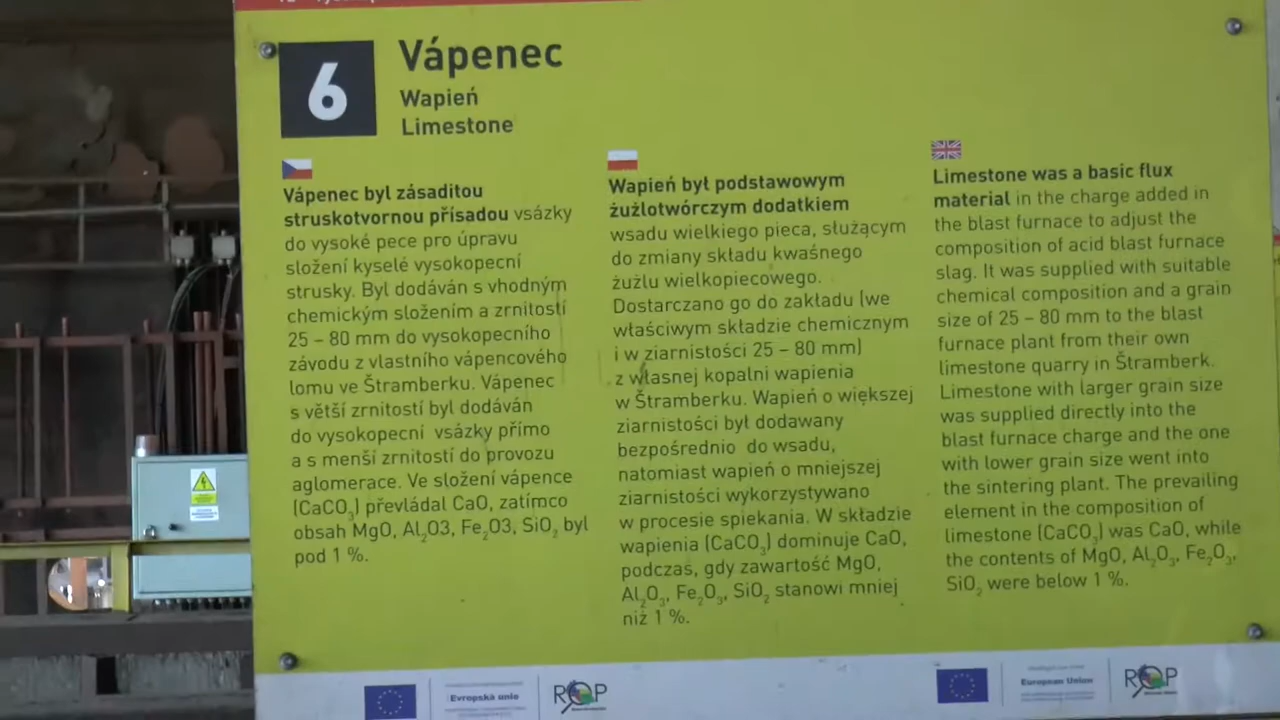 6
Vápenec
Wapień
Limestone
Vápenec byl zásaditou
struskotvornou přísadou vsázky
do vysoké pece pro úpravu
složení kyselé vysokopecní
strusky. Byl dodáván s vhodným
chemickým složením a zrnitostí
25 – 80 mm do vysokopecního
závodu z vlastního vápencového
lomu ve Štramberku. Vápenec
s větší zrnitostí byl dodáván
do vysokopecní vsázky přímo
a s menší zrnitostí do provozu
aglomerace. Ve složení vápence
(CaCO₃) převládal CaO, zatímco
obsah MgO, Al₂O3, Fe₂O3, SiO₂ byl
pod 1 %.
Wapień był podstawowym
żużlotwórczym dodatkiem
wsadu wielkiego pieca, służącym
do zmiany składu kwaśnego
żużlu wielkopiecowego.
Dostarczano go do zakładu (we
właściwym składzie chemicznym
i w ziarnistości 25 – 80 mm)
z własnej kopalni wapienia
w Štramberku. Wapień o większej
ziarnistości był dodawany
bezpośrednio do wsadu,
natomiast wapień o mniejszej
ziarnistości wykorzystywano
w procesie spiekania. W składzie
wapienia (CaCO₃) dominuje CaO,
podczas, gdy zawartość MgO,
Al₂O₃, Fe₂O₃, SiO₂ stanowi mniej
niż 1 %.
Limestone was a basic flux
material in the charge added in
the blast furnace to adjust the
composition of acid blast furnace
slag. It was supplied with suitable
chemical composition and a grain
size of 25 – 80 mm to the blast
furnace plant from their own
limestone quarry in Štramberk.
Limestone with larger grain size
was supplied directly into the
blast furnace charge and the one
with lower grain size went into
the sintering plant. The prevailing
element in the composition of
limestone (CaCO₃) was CaO, while
the contents of MgO, Al₂O₃, Fe₂O₃,
SiO₂ were below 1 %.
Evropská unie
ROP
European Union
ROP